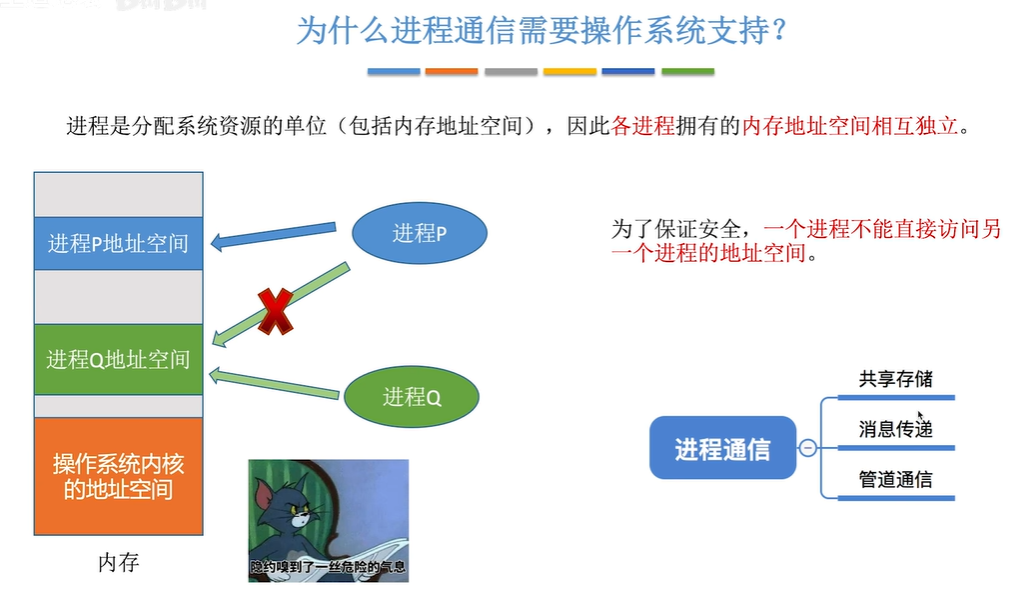 为什么进程通信需要操作系统支持？
进程是分配系统资源的单位（包括内存地址空间），因此各进程拥有的内存地址空间相互独立。
进程P地址空间
进程P
为了保证安全，一个进程不能直接访问另
一个进程的地址空间。
进程Q地址空间
进程Q
操作系统内核
的地址空间
内存
隐约嗅到了一丝危险的气息
进程通信
共享存储
消息传递
管道通信